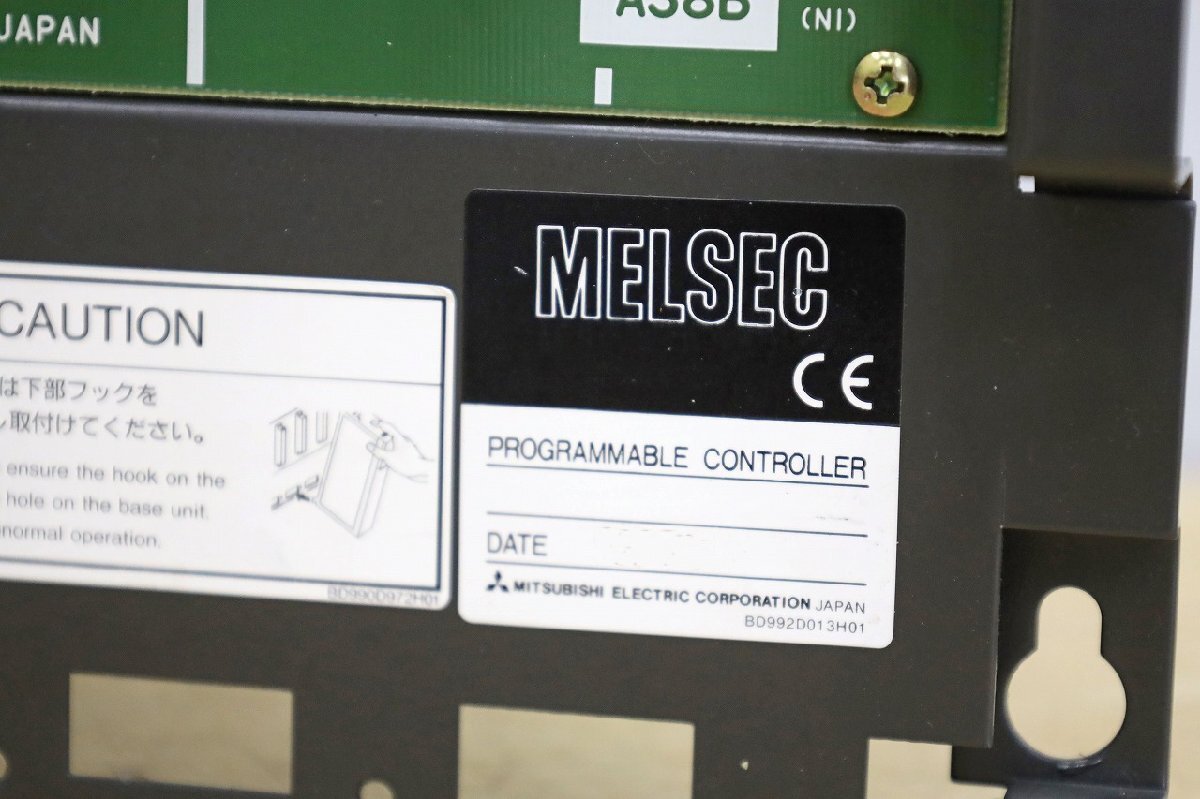 JAPAN
A38B
(NI)
CAUTION
は下部フックを
し取付けてください。
ensure the hook on the
hole on the base unit.
normal operation.
BD990D972H01
MELSEC
CE
PROGRAMMABLE CONTROLLER
DATE
MITSUBISHI ELECTRIC CORPORATION JAPAN
BD992D013H01